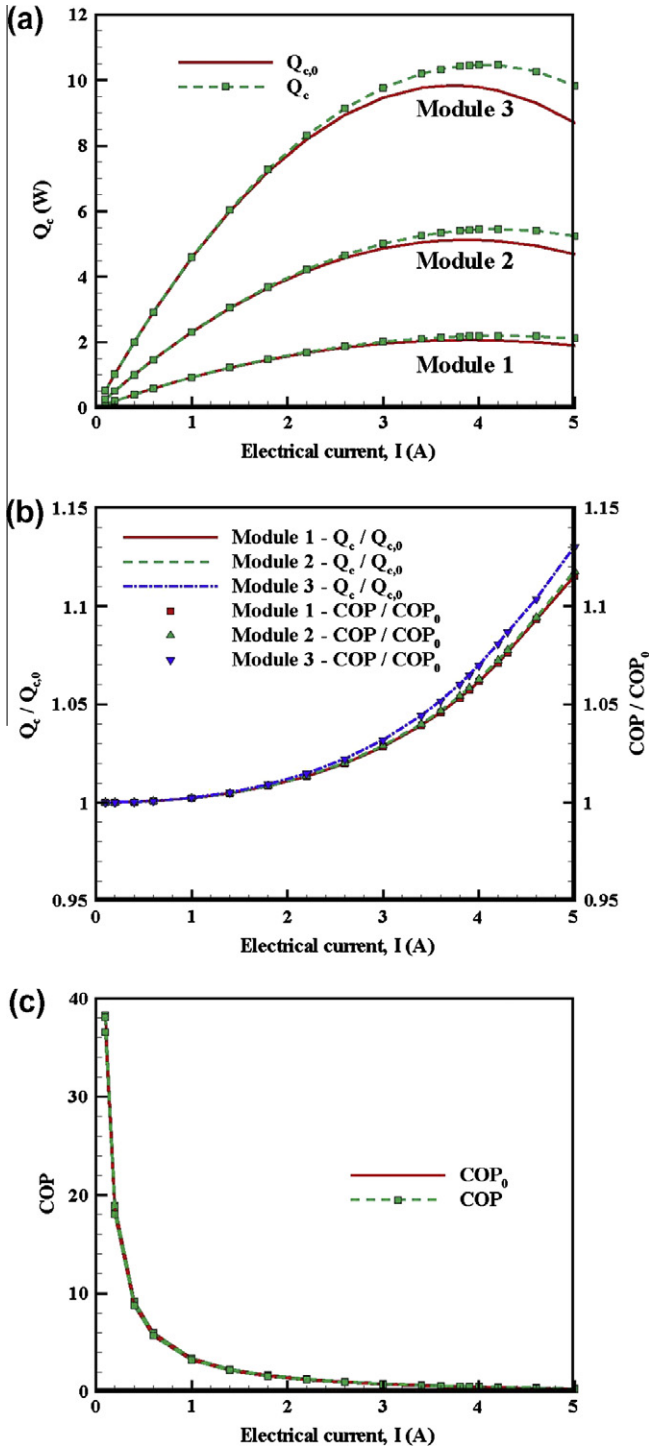 (a)
12
10
8
6
4
2
0
Q_c (W)
Q_c,0
Q_c
Module 3
Module 2
Module 1
0 1 2 3 4 5
Electrical current, I (A)
(b)
1.15
1.1
1.05
1
0.95
Q_c / Q_c,0
Module 1 - Q_c / Q_c,0
Module 2 - Q_c / Q_c,0
Module 3 - Q_c / Q_c,0
Module 1 - COP / COP_0
Module 2 - COP / COP_0
Module 3 - COP / COP_0
1.15
1.1
1.05
1
0.95
COP / COP_0
0 1 2 3 4 5
Electrical current, I (A)
(c)
40
30
20
10
0
COP
COP_0
COP
0 1 2 3 4 5
Electrical current, I (A)